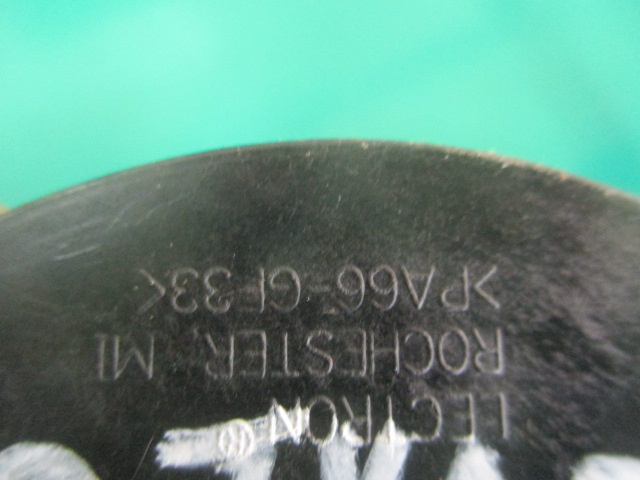 LECTRON
ROCHESTER, MI
>PA66-GF33<